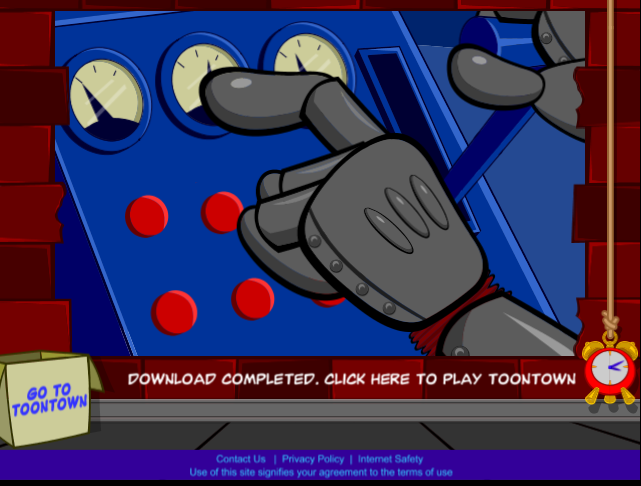 GO TO
TOONTOWN
DOWNLOAD COMPLETED. CLICK HERE TO PLAY TOONTOWN
Contact Us | Privacy Policy | Internet Safety
Use of this site signifies your agreement to the terms of use